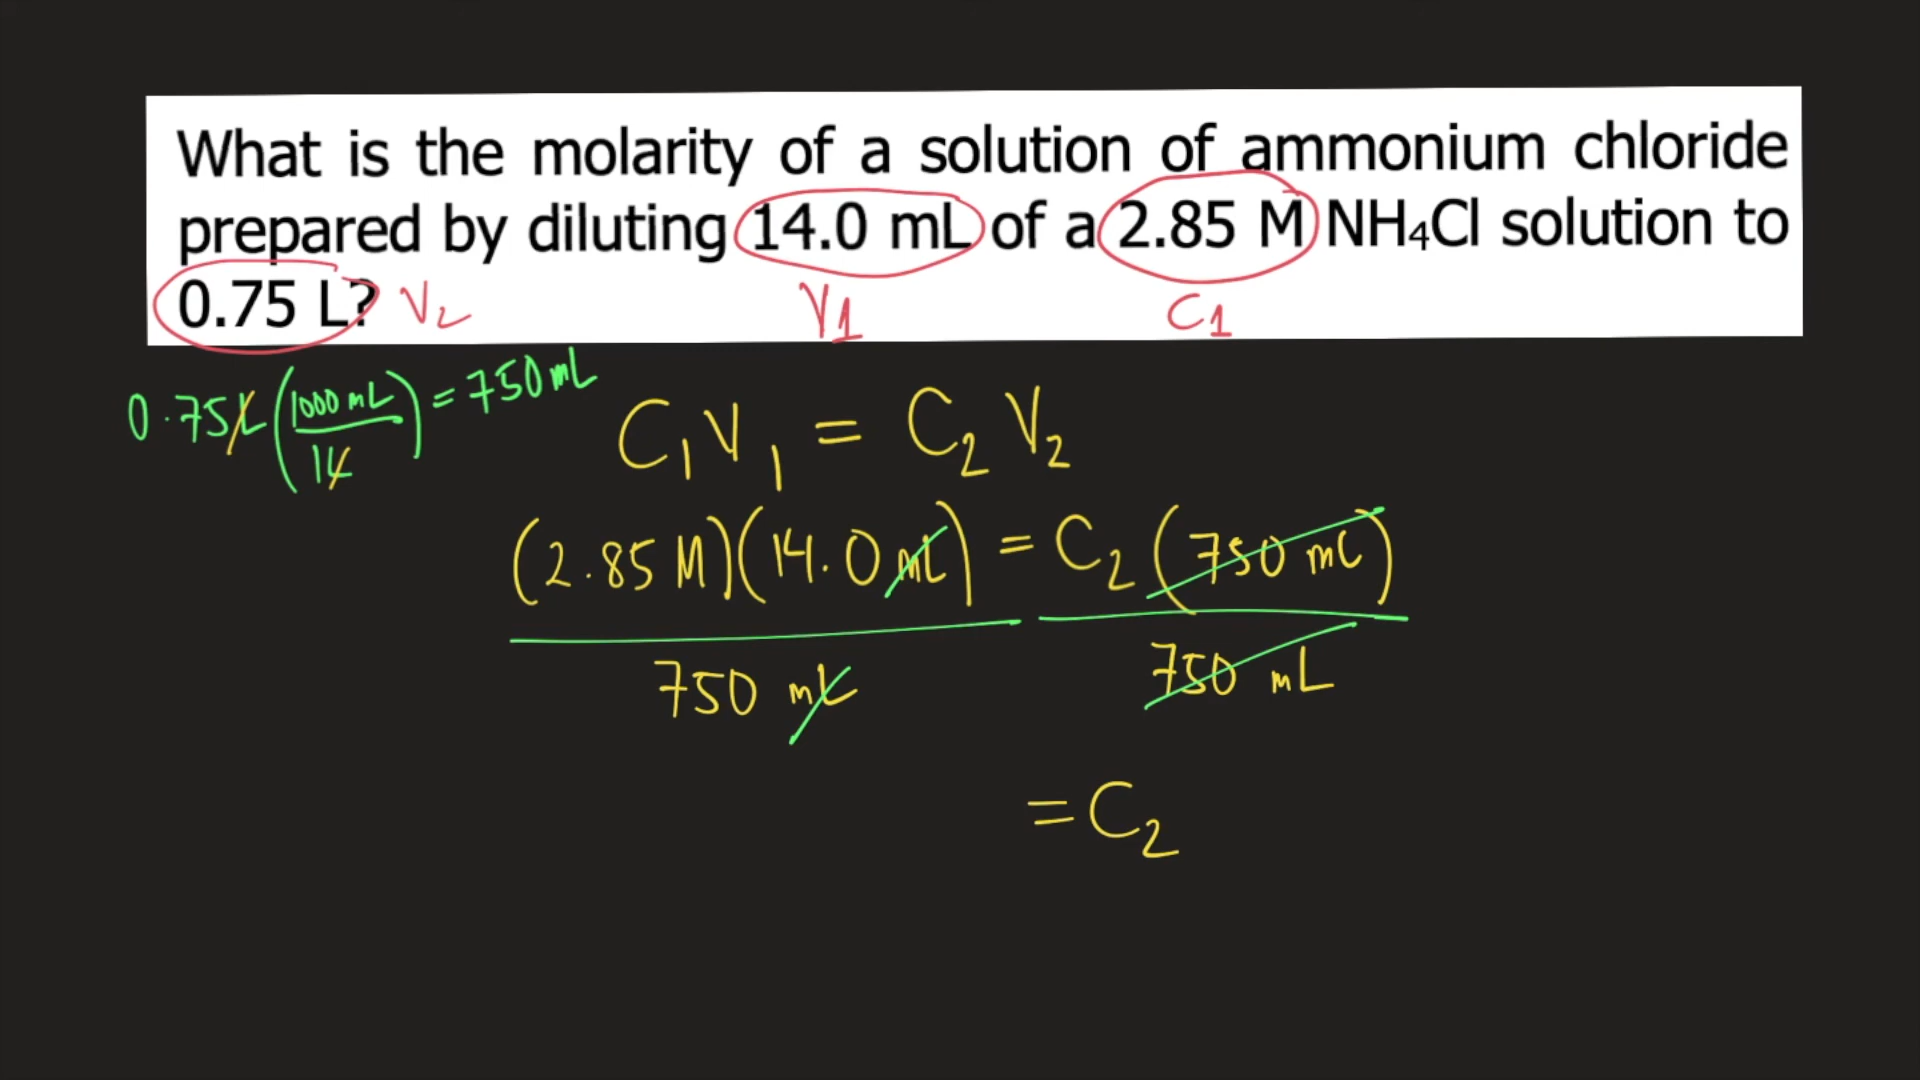 What is the molarity of a solution of ammonium chloride
prepared by diluting 14.0 mL of a 2.85 M NH₄Cl solution to
0.75 L? V₂ V1 C1
0.75L (1000 mL / 1L) = 750 mL
C₁V₁ = C₂V₂
(2.85 M)(14.0 mL) = C₂ (750 mL)
750 mL 750 mL
= C₂